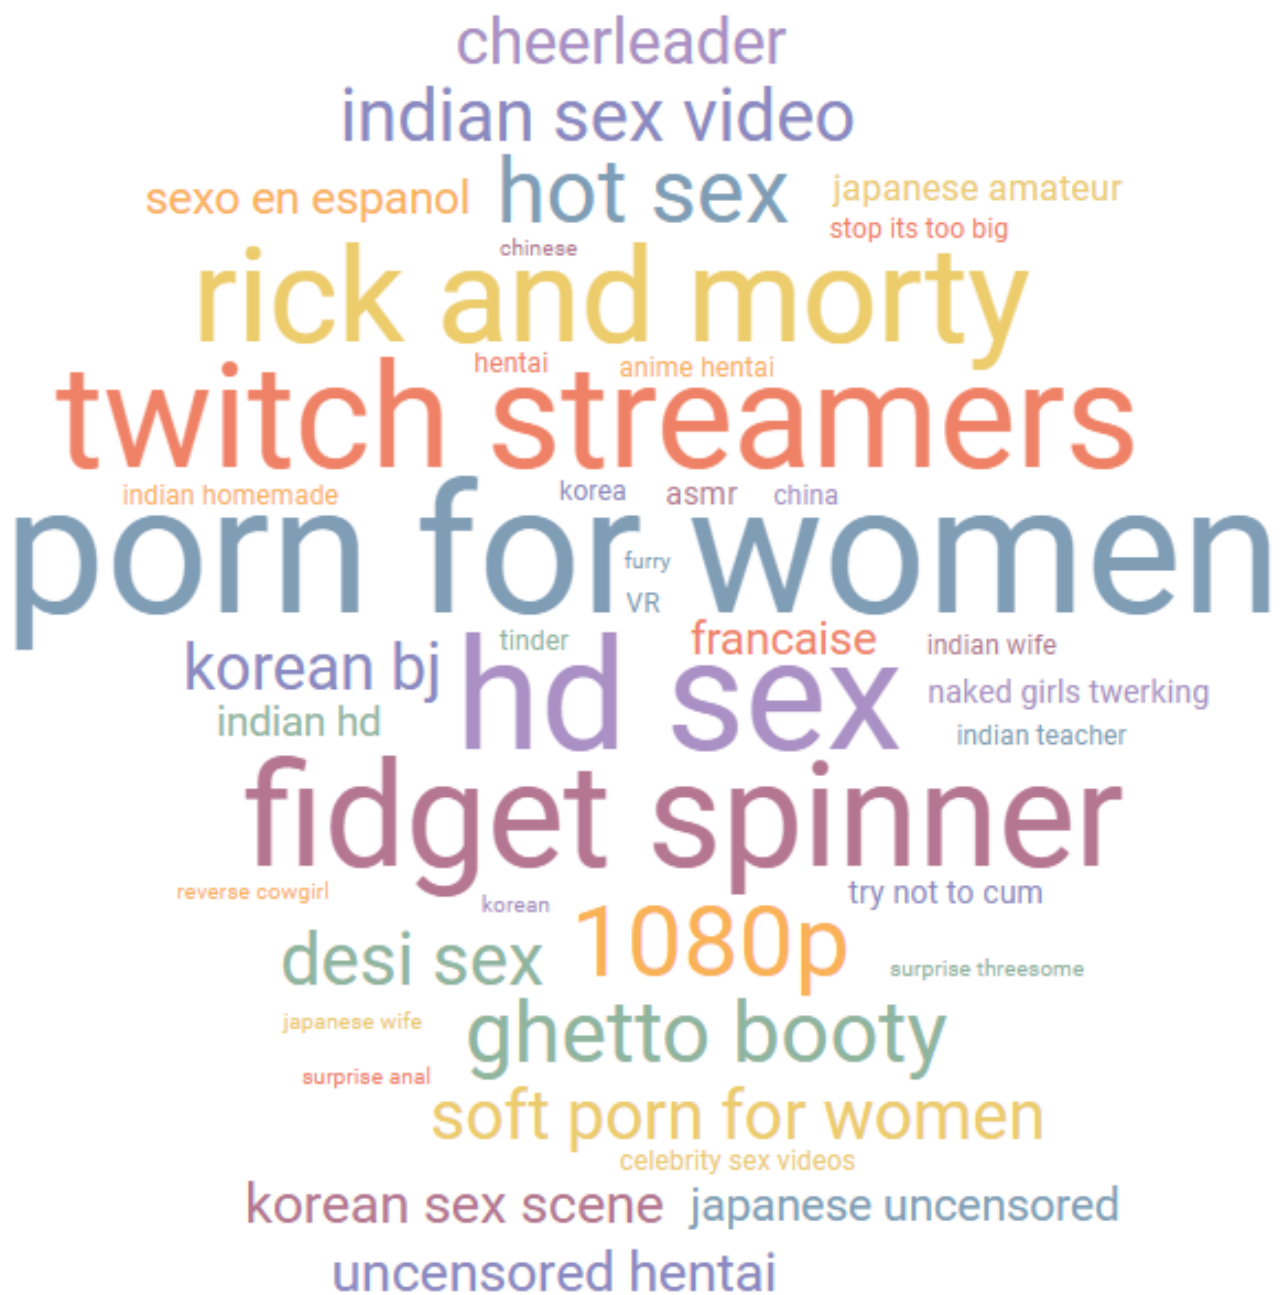 cheerleader
indian sex video
sexo en espanol
hot sex
japanese amateur
stop its too big
chinese
rick and morty
hentai
anime hentai
twitch streamers
indian homemade
korea
asmr
china
porn for women
furry
VR
tinder
francaise
indian wife
korean bj
hd sex
naked girls twerking
indian hd
indian teacher
fidget spinner
reverse cowgirl
try not to cum
korean
1080p
desi sex
surprise threesome
japanese wife
ghetto booty
surprise anal
soft porn for women
celebrity sex videos
korean sex scene
japanese uncensored
uncensored hentai